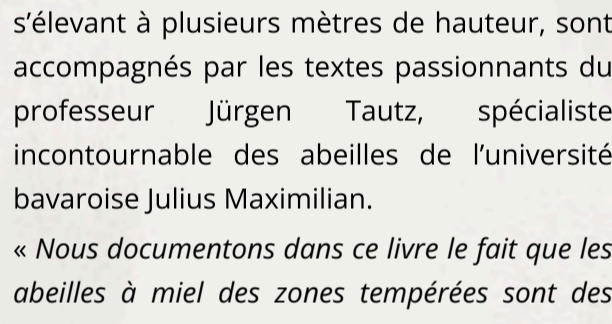 s’élevant à plusieurs mètres de hauteur, sont
accompagnés par les textes passionnants du
professeur Jürgen Tautz, spécialiste
incontournable des abeilles de l’université
bavaroise Julius Maximilian.
« Nous documentons dans ce livre le fait que les
abeilles à miel des zones tempérées sont des